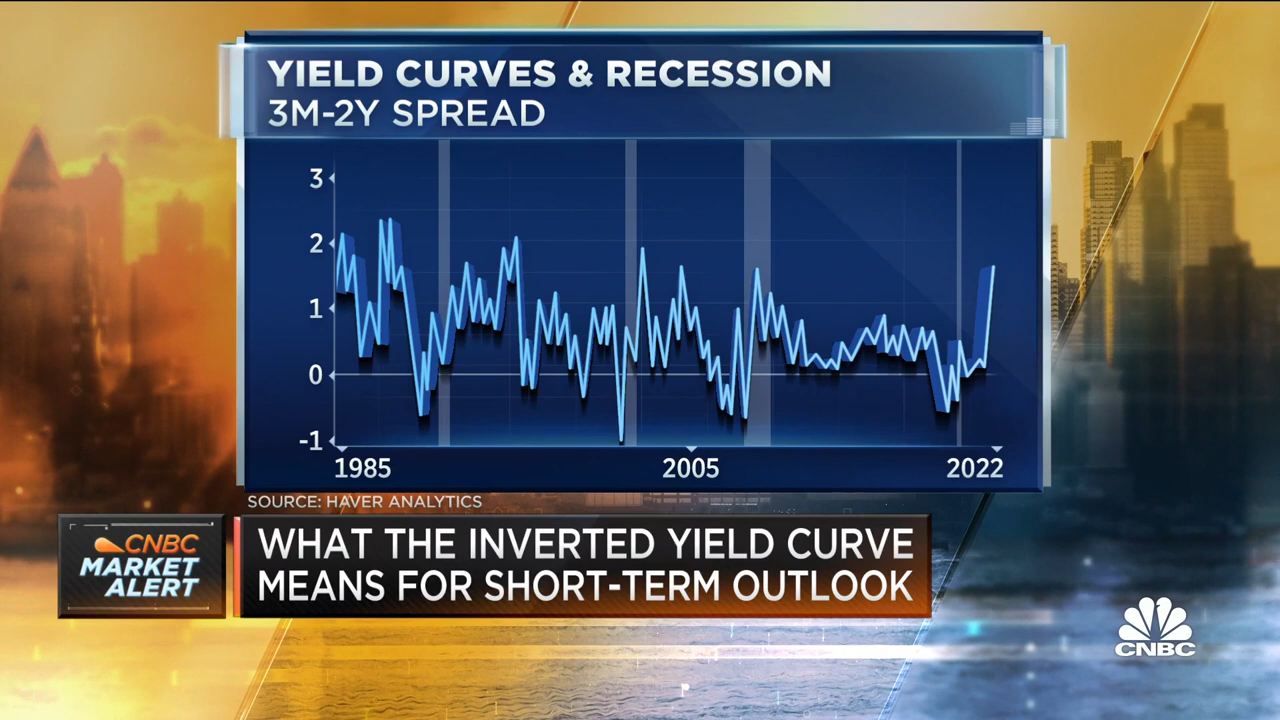 YIELD CURVES & RECESSION
3M-2Y SPREAD
3
2
1
0
-1
1985 2005 2022
SOURCE: HAVER ANALYTICS
CNBC
MARKET
ALERT
WHAT THE INVERTED YIELD CURVE
MEANS FOR SHORT-TERM OUTLOOK
CNBC